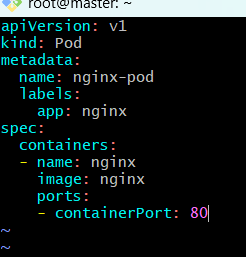 root@master: ~
apiVersion: v1
kind: Pod
metadata:
  name: nginx-pod
  labels:
    app: nginx
spec:
  containers:
  - name: nginx
    image: nginx
    ports:
    - containerPort: 80
~
~